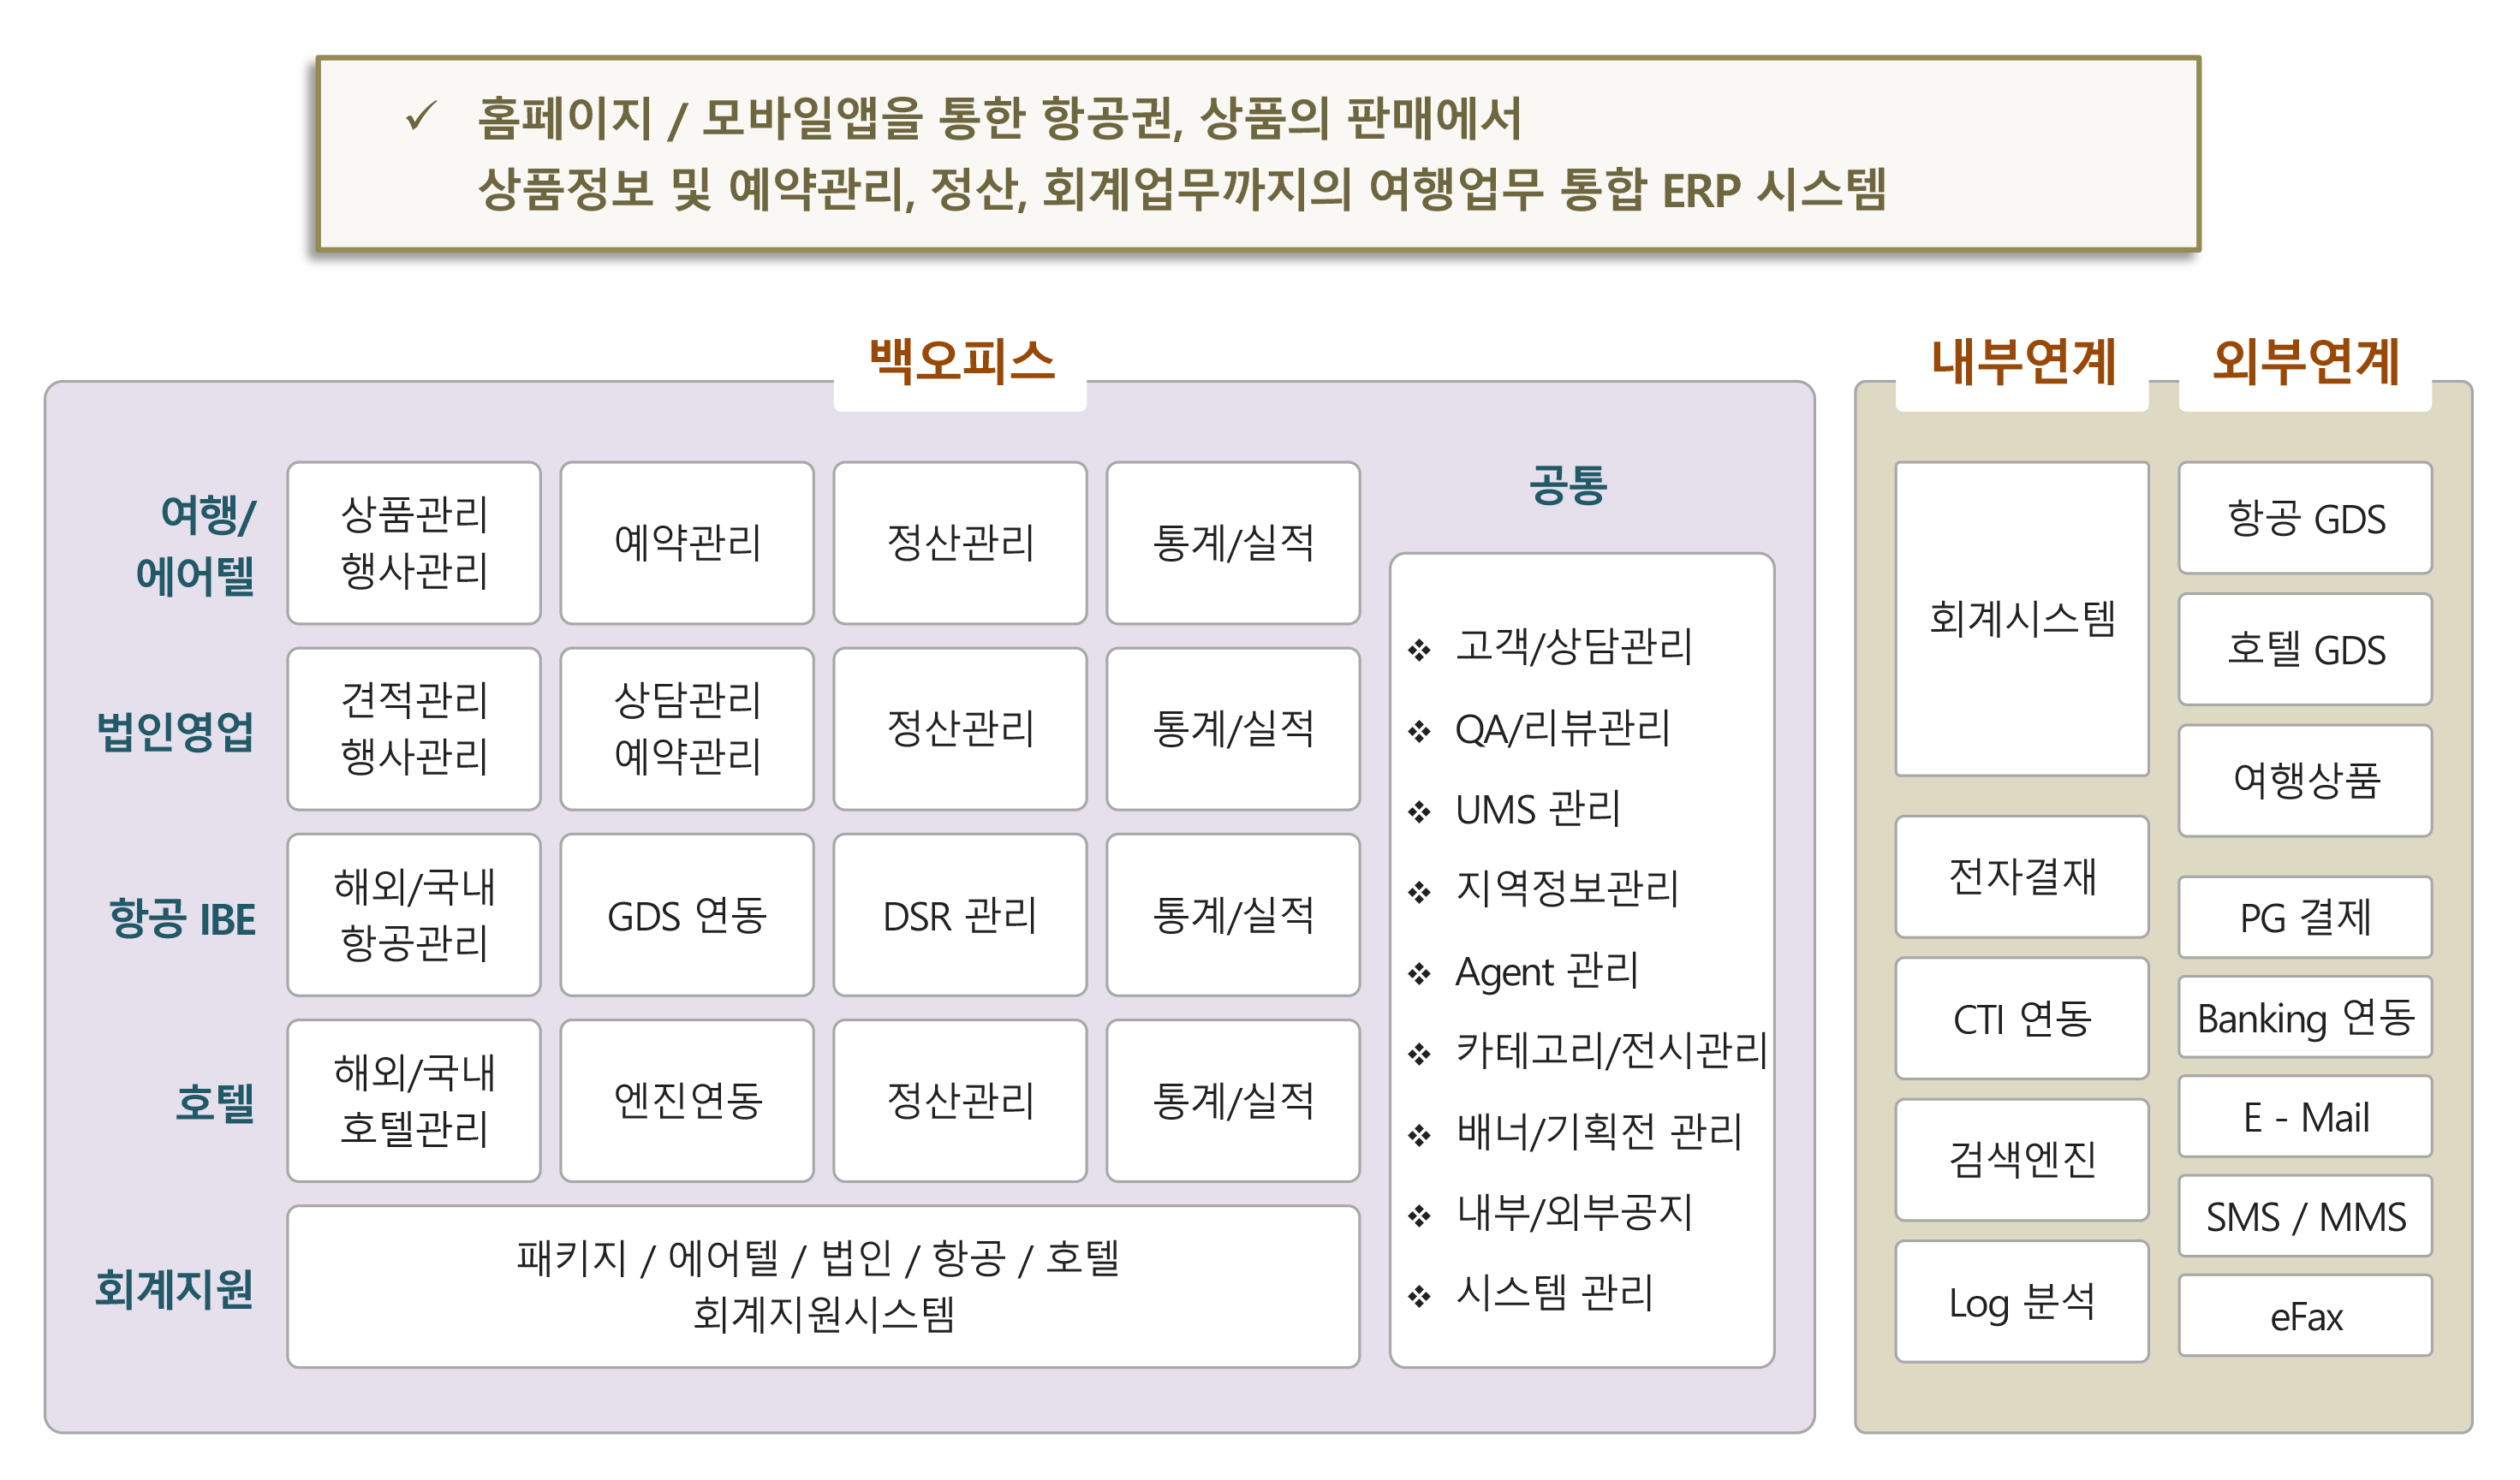 ✓ 홈페이지 / 모바일앱을 통한 항공권, 상품의 판매에서
상품정보 및 예약관리, 정산, 회계업무까지의 여행업무 통합 ERP 시스템
백오피스
여행/
에어텔
상품관리
행사관리
예약관리
정산관리
통계/실적
법인영업
견적관리
행사관리
상담관리
예약관리
정산관리
통계/실적
항공 IBE
해외/국내
항공관리
GDS 연동
DSR 관리
통계/실적
호텔
해외/국내
호텔관리
엔진연동
정산관리
통계/실적
회계지원
패키지 / 에어텔 / 법인 / 항공 / 호텔
회계지원시스템
공통
❖ 고객/상담관리
❖ QA/리뷰관리
❖ UMS 관리
❖ 지역정보관리
❖ Agent 관리
❖ 카테고리/전시관리
❖ 배너/기획전 관리
❖ 내부/외부공지
❖ 시스템 관리
내부연계
회계시스템
전자결재
CTI 연동
검색엔진
Log 분석
외부연계
항공 GDS
호텔 GDS
여행상품
PG 결제
Banking 연동
E - Mail
SMS / MMS
eFax